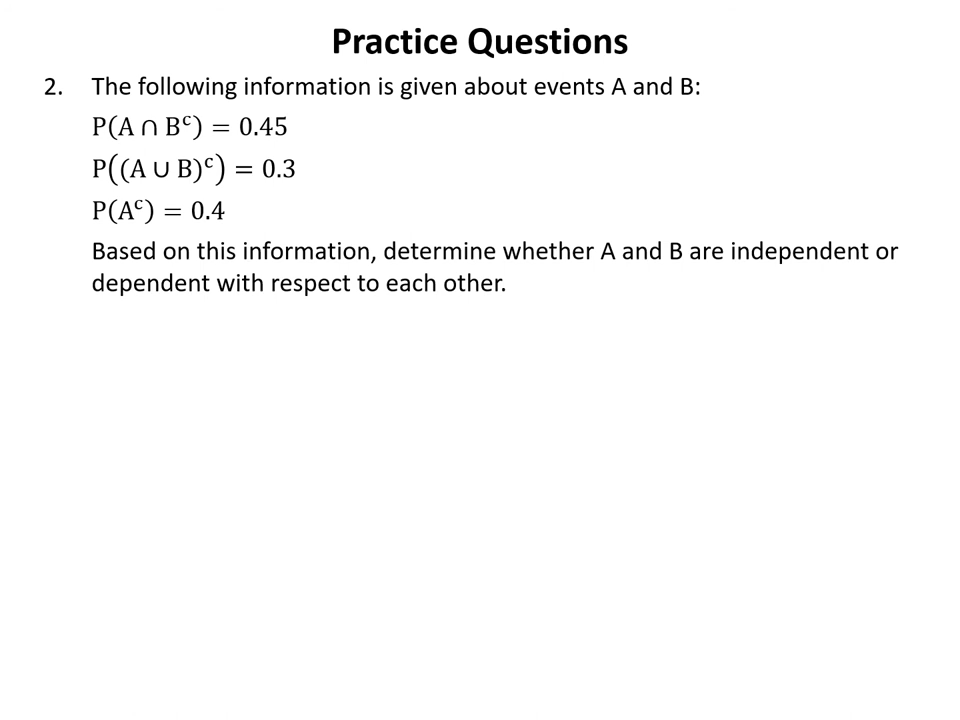 Practice Questions
2. The following information is given about events A and B:
P(A ∩ Bᶜ) = 0.45
P((A ∪ B)ᶜ) = 0.3
P(Aᶜ) = 0.4
Based on this information, determine whether A and B are independent or
dependent with respect to each other.